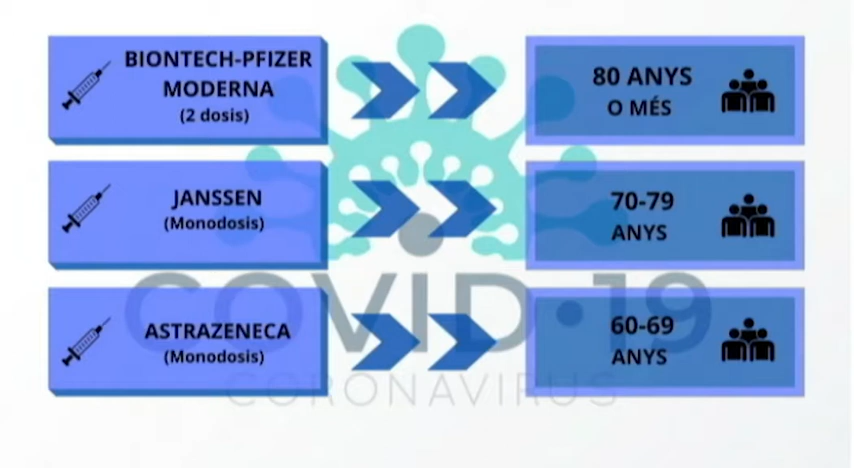 BIONTECH-PFIZER
MODERNA
(2 dosis)
80 ANYS
O MÉS
JANSSEN
(Monodosis)
70-79
ANYS
ASTRAZENECA
(Monodosis)
60-69
ANYS
COVID·19
CORONAVIRUS